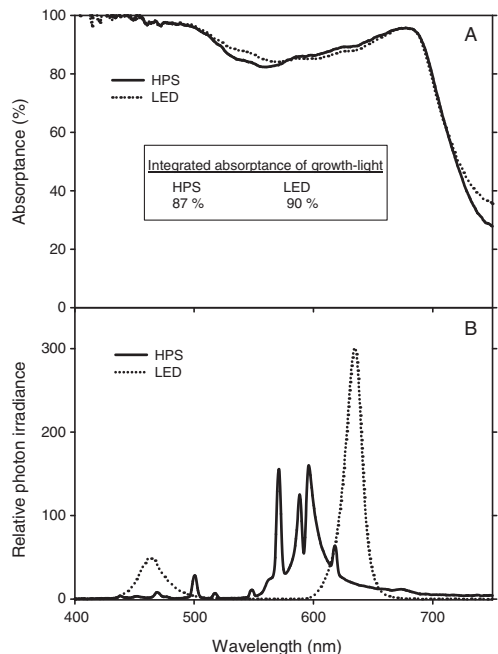 100
80
60
40
20
0
Absorptance (%)
A
HPS
LED
Integrated absorptance of growth-light
HPS LED
87 % 90 %
B
HPS
LED
300
200
100
0
Relative photon irradiance
400 500 600 700
Wavelength (nm)